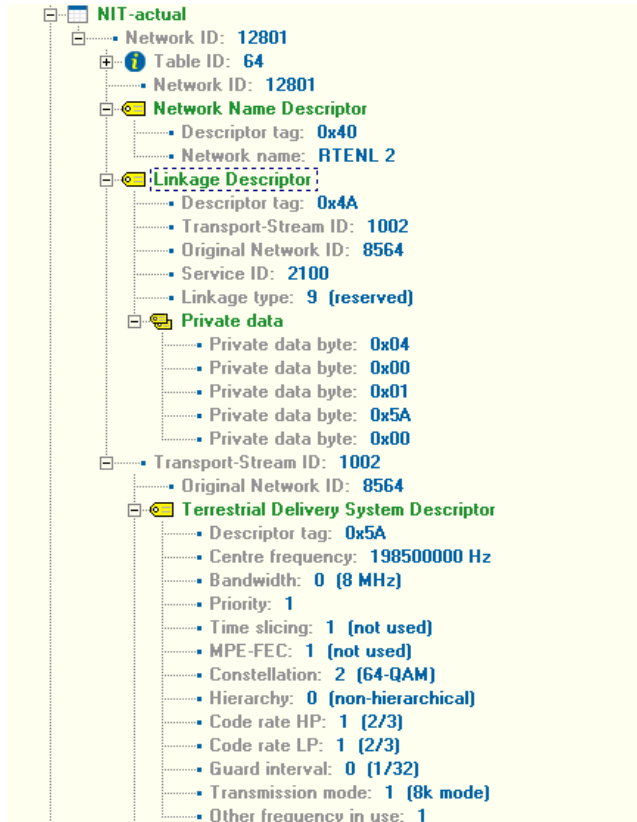 NIT-actual
Network ID: 12801
Table ID: 64
Network ID: 12801
Network Name Descriptor
Descriptor tag: 0x40
Network name: RTENL 2
Linkage Descriptor
Descriptor tag: 0x4A
Transport-Stream ID: 1002
Original Network ID: 8564
Service ID: 2100
Linkage type: 9 (reserved)
Private data
Private data byte: 0x04
Private data byte: 0x00
Private data byte: 0x01
Private data byte: 0x5A
Private data byte: 0x00
Transport-Stream ID: 1002
Original Network ID: 8564
Terrestrial Delivery System Descriptor
Descriptor tag: 0x5A
Centre frequency: 198500000 Hz
Bandwidth: 0 (8 MHz)
Priority: 1
Time slicing: 1 (not used)
MPE-FEC: 1 (not used)
Constellation: 2 (64-QAM)
Hierarchy: 0 (non-hierarchical)
Code rate HP: 1 (2/3)
Code rate LP: 1 (2/3)
Guard interval: 0 (1/32)
Transmission mode: 1 (8k mode)
Other frequency in use: 1